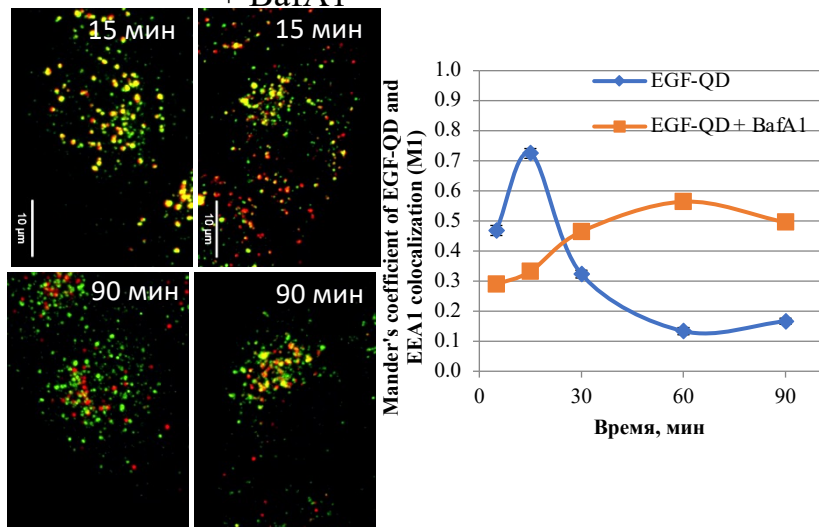 + BafA1
15 мин
15 мин
10 µm
10 µm
90 мин
90 мин
Mander's coefficient of EGF-QD and
EEA1 colocalization (M1)
1.0
0.9
0.8
0.7
0.6
0.5
0.4
0.3
0.2
0.1
0.0
EGF-QD
EGF-QD + BafA1
0
30
60
90
Время, мин